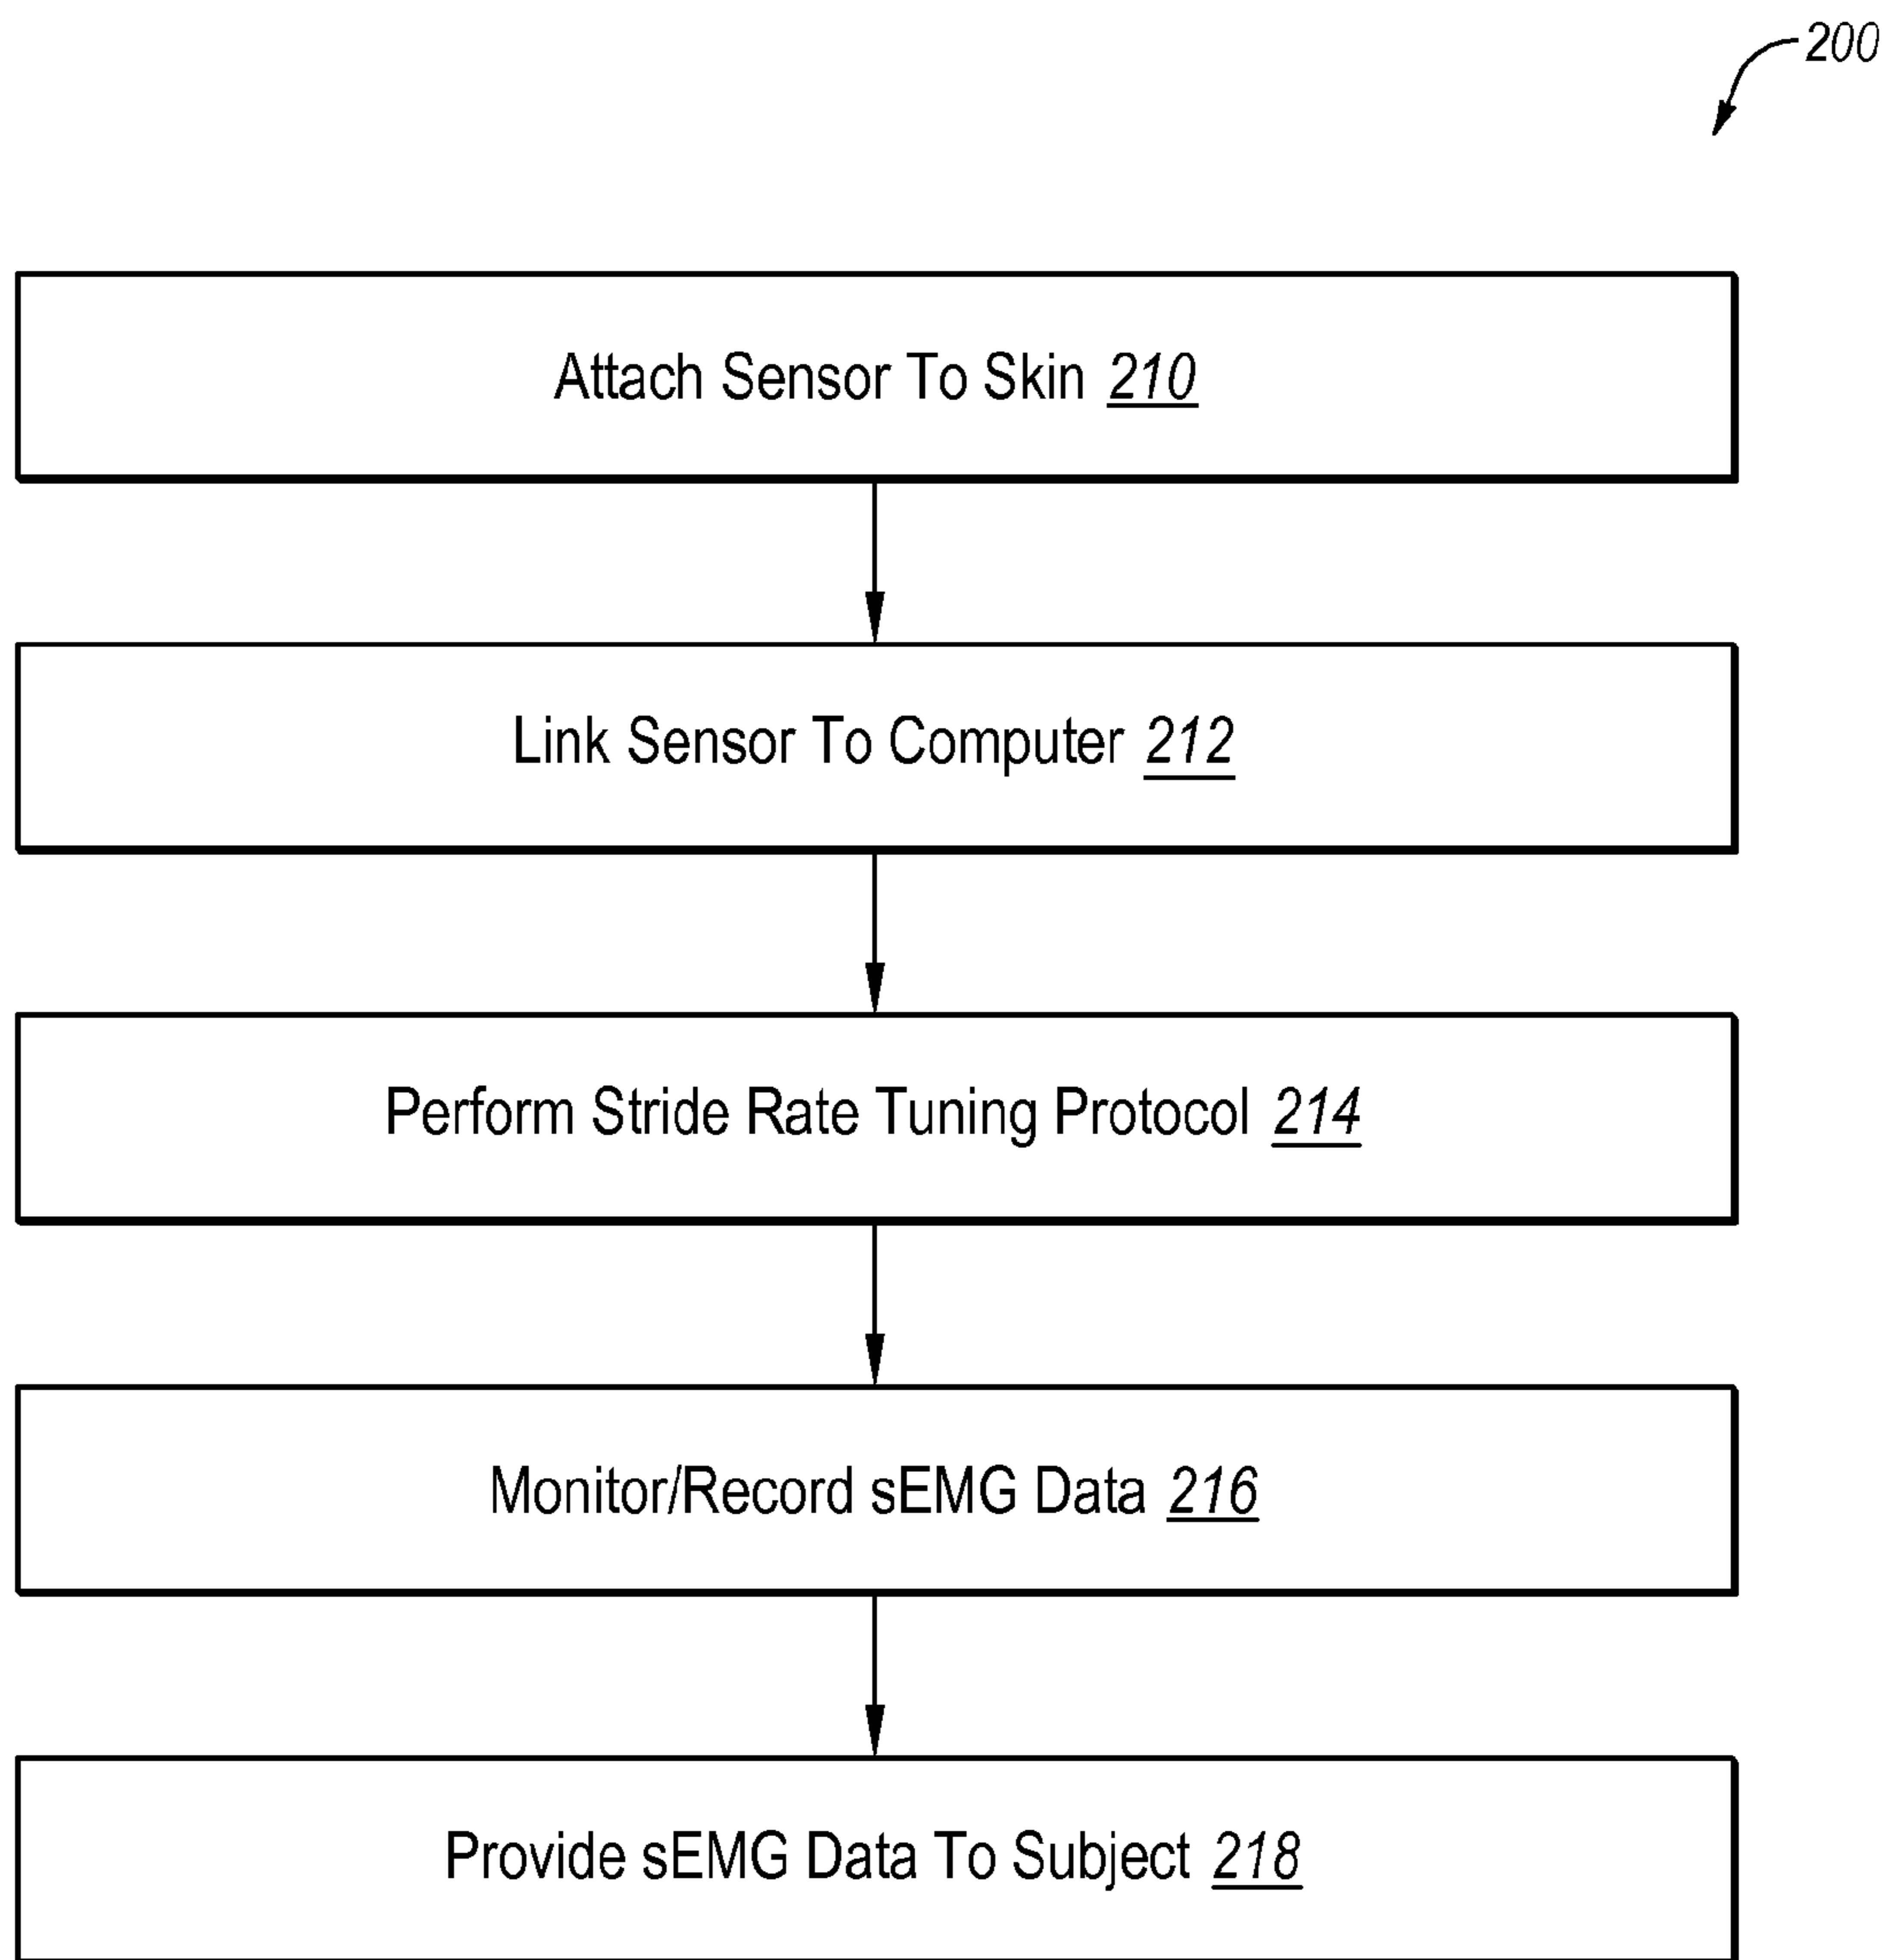 200
Attach Sensor To Skin 210
Link Sensor To Computer 212
Perform Stride Rate Tuning Protocol 214
Monitor/Record sEMG Data 216
Provide sEMG Data To Subject 218